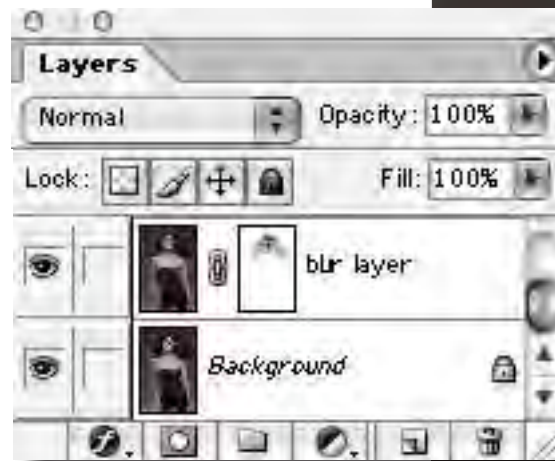 Layers
Normal Opacity: 100%
Lock: Fill: 100%
blur layer
Background